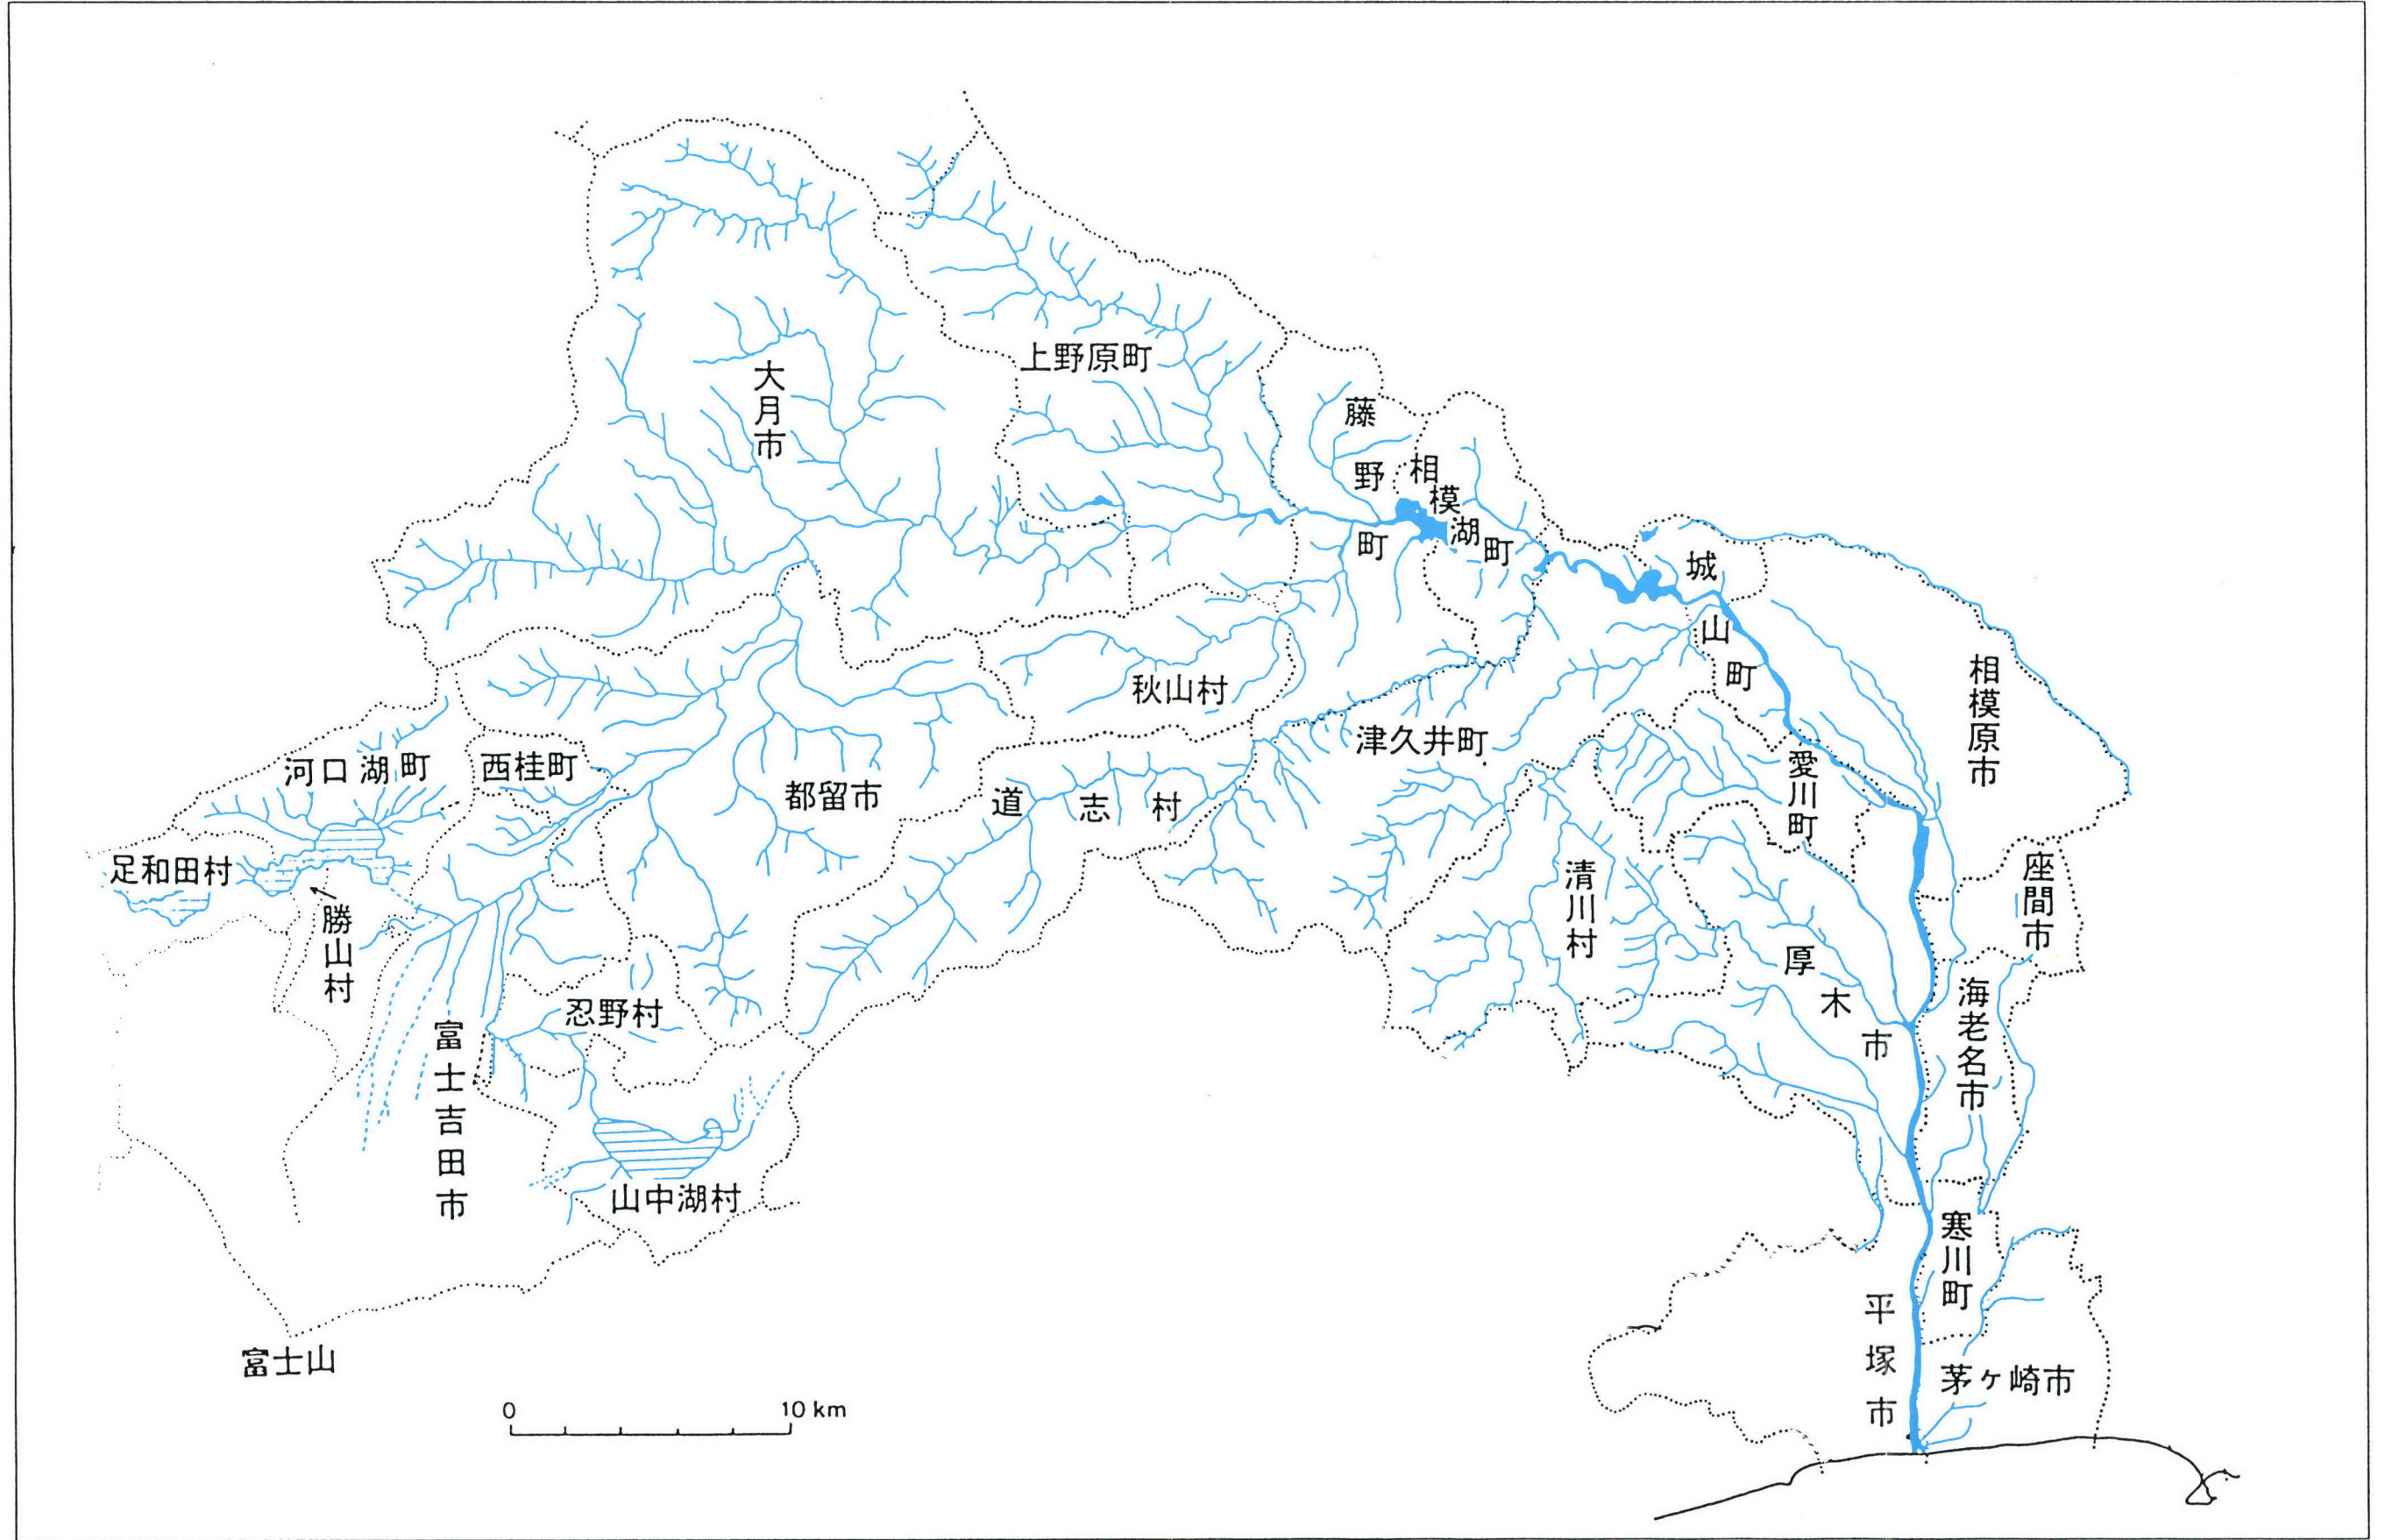 上野原町
大月市
藤野町
相模湖町
城山町
相模原市
秋山村
津久井町
河口湖町
西桂町
都留市
道志村
愛川町
足和田村
勝山村
清川村
座間市
厚木市
海老名市
忍野村
富士吉田市
山中湖村
寒川町
平塚市
富士山
茅ヶ崎市
0 10 km